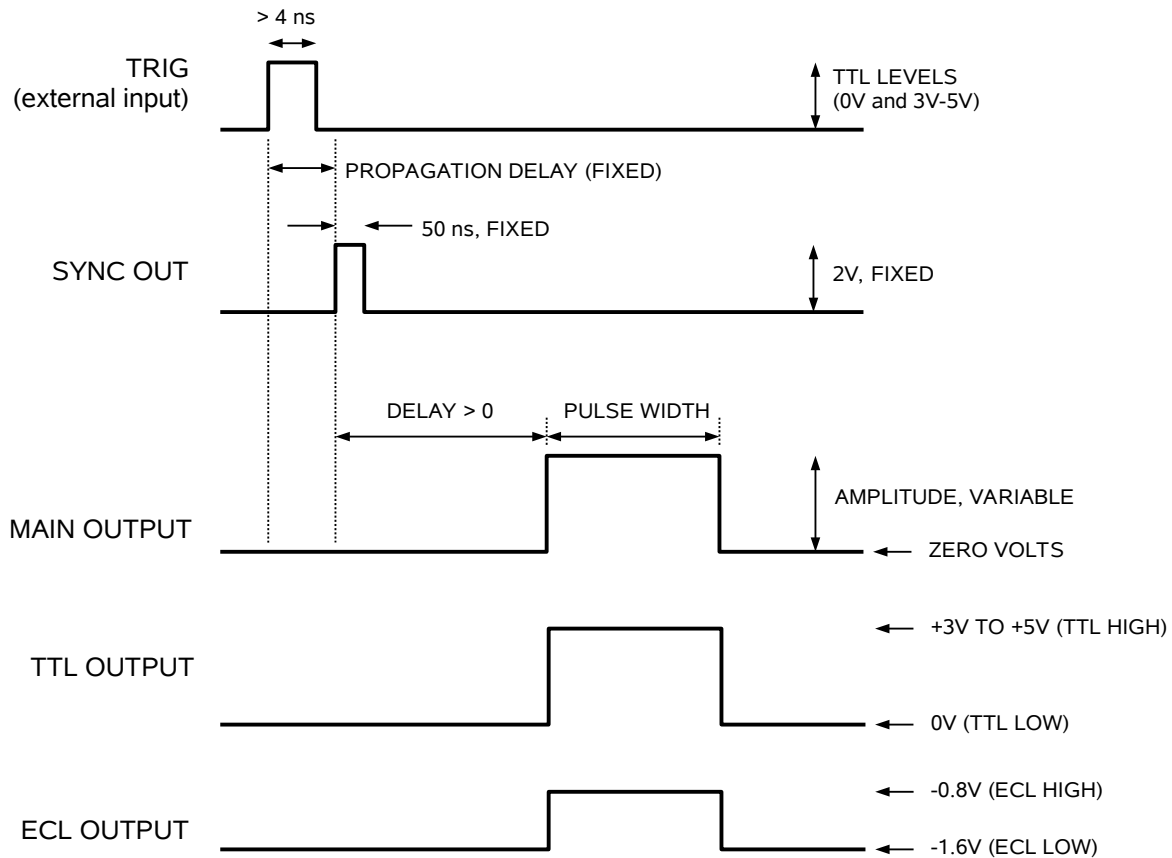 > 4 ns
TRIG
(external input)
TTL LEVELS
(0V and 3V-5V)
PROPAGATION DELAY (FIXED)
50 ns, FIXED
SYNC OUT
2V, FIXED
DELAY > 0
PULSE WIDTH
AMPLITUDE, VARIABLE
MAIN OUTPUT
ZERO VOLTS
+3V TO +5V (TTL HIGH)
TTL OUTPUT
0V (TTL LOW)
-0.8V (ECL HIGH)
ECL OUTPUT
-1.6V (ECL LOW)